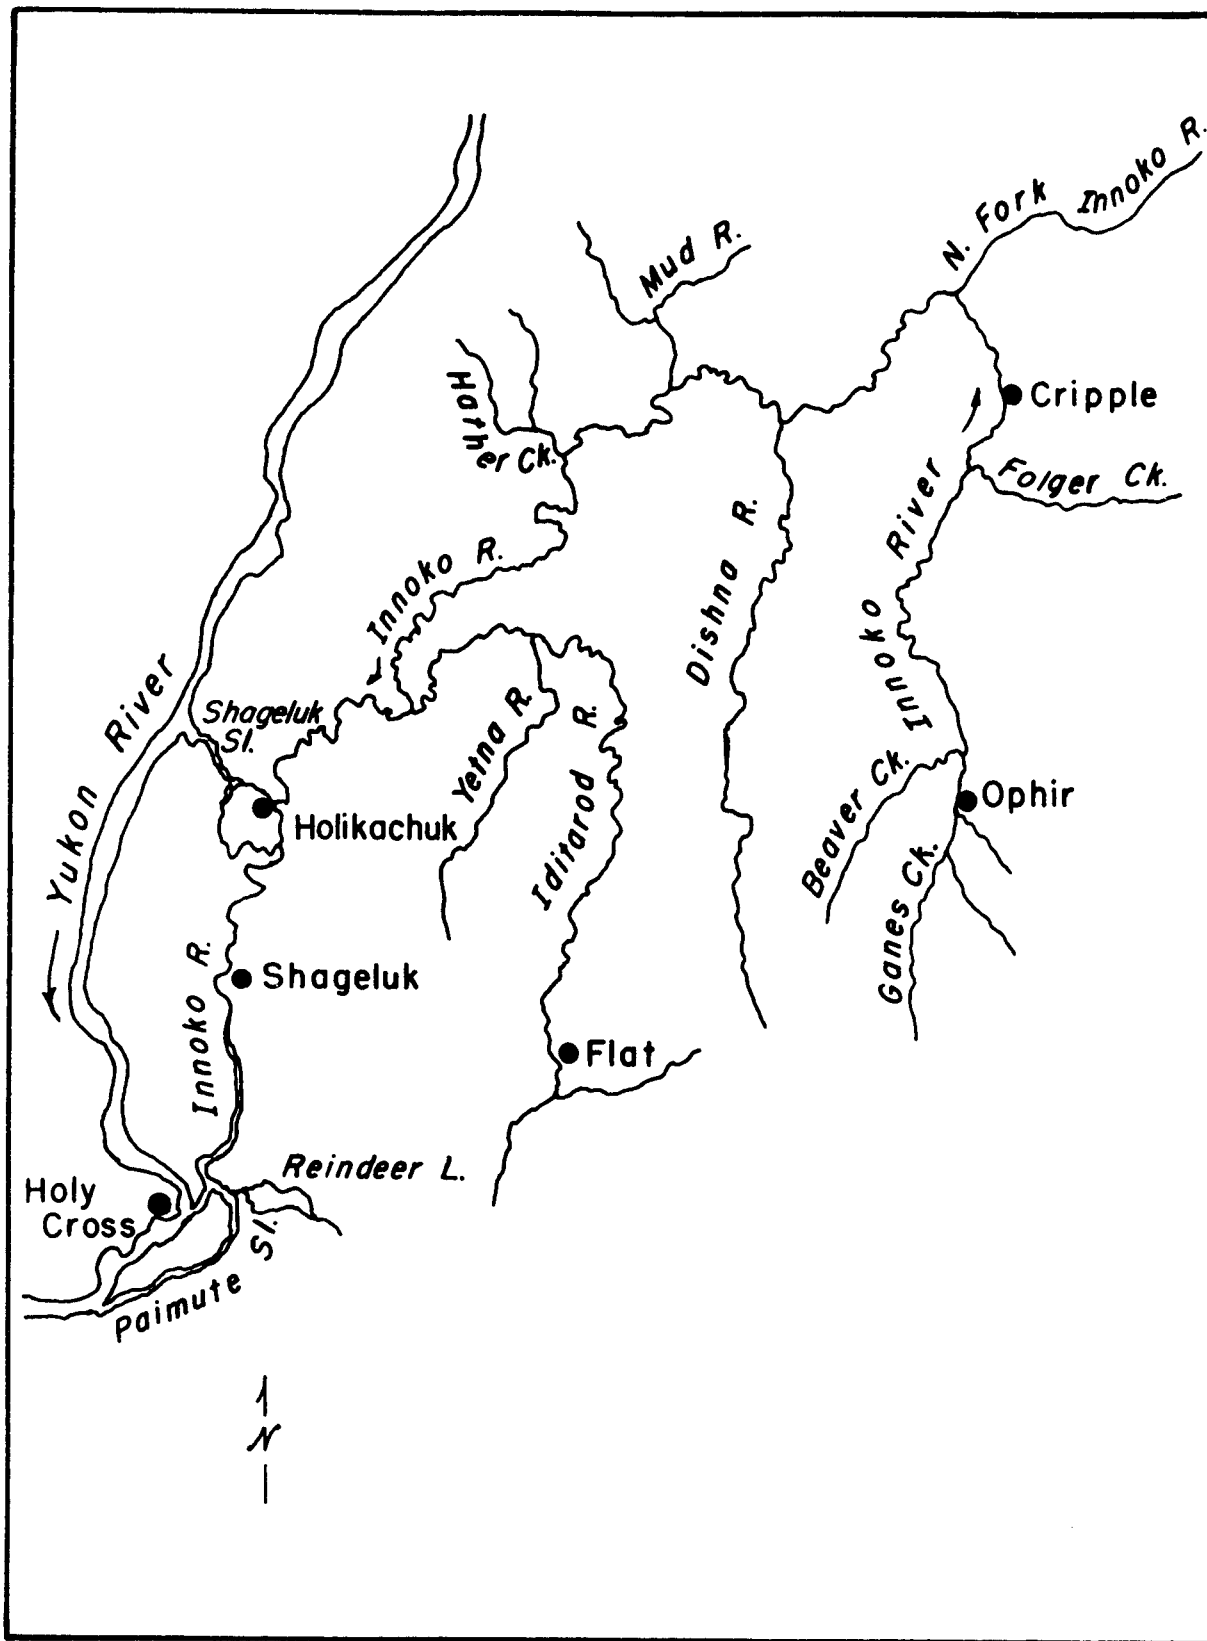 N. Fork Innoko R.
Mud R.
Hather Ck.
Cripple
Folger Ck.
Innoko R.
Dishna R.
Innoko River
Yukon River
Shageluk
Sl.
Yetna R.
Iditarod R.
Beaver Ck.
Ophir
Holikachuk
Ganes Ck.
Innoko R.
Shageluk
Flat
Reindeer L.
Holy
Cross
Paimute Sl.
N